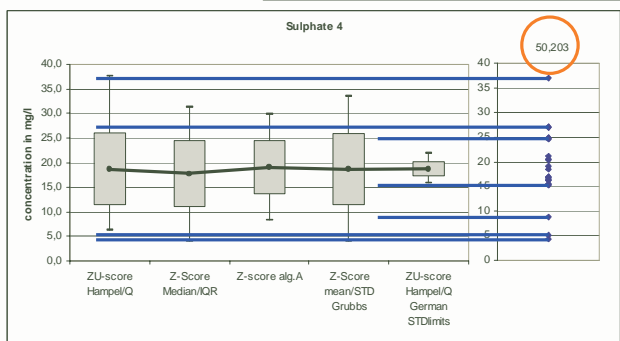 Sulphate 4
50,203
concentration in mg/l
40,0
35,0
30,0
25,0
20,0
15,0
10,0
5,0
0,0
40
35
30
25
20
15
10
5
0
ZU-score
Hampel/Q
Z-Score
Median/IQR
Z-score alg.A
Z-Score
mean/STD
Grubbs
ZU-score
Hampel/Q
German
STDlimits